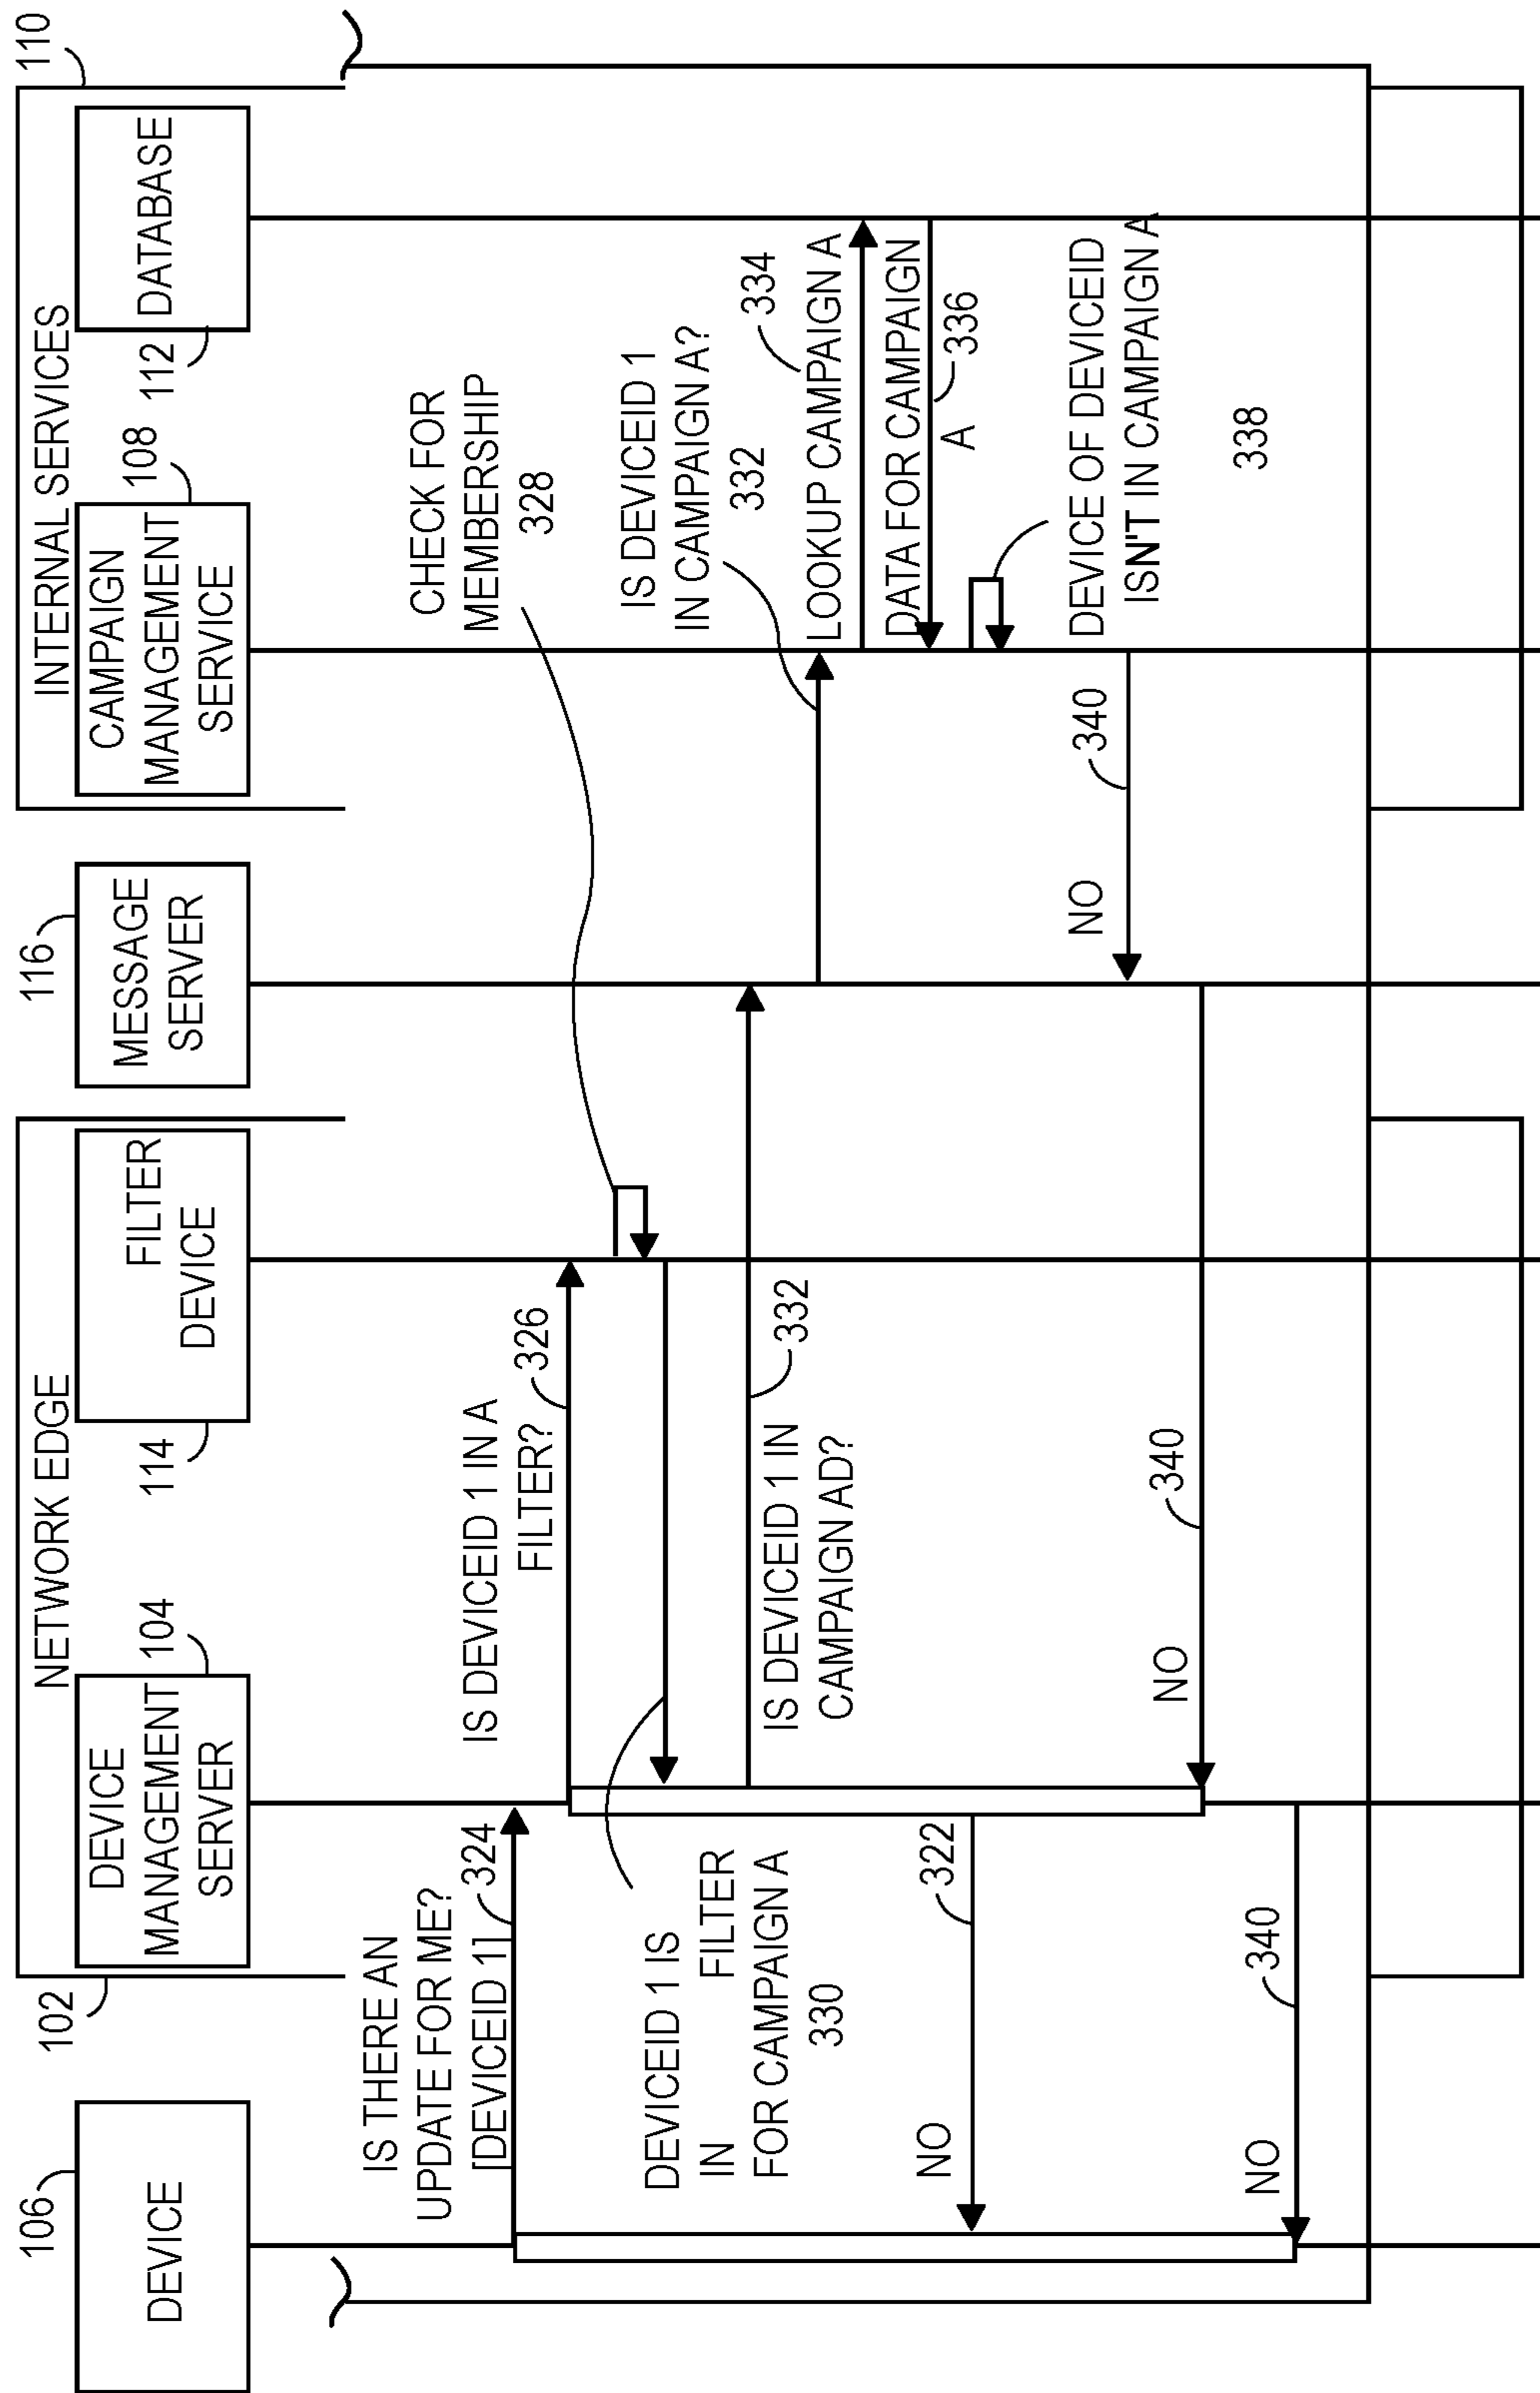 106
DEVICE
102
NETWORK EDGE
DEVICE
MANAGEMENT
SERVER
104
FILTER
DEVICE
114
116
MESSAGE
SERVER
INTERNAL SERVICES
110
CAMPAIGN
MANAGEMENT
SERVICE
108
DATABASE
112
IS THERE AN
UPDATE FOR ME?
[DEVICEID 1]
324
IS DEVICEID 1 IN A
FILTER?
326
CHECK FOR
MEMBERSHIP
328
DEVICEID 1 IS
IN FILTER
FOR CAMPAIGN A
330
IS DEVICEID 1 IN
CAMPAIGN AD?
332
IS DEVICEID 1
IN CAMPAIGN A?
332
334
LOOKUP CAMPAIGN A
DATA FOR CAMPAIGN
A
336
NO
322
DEVICE OF DEVICEID
ISN'T IN CAMPAIGN A
338
NO
340
NO
340
NO
340